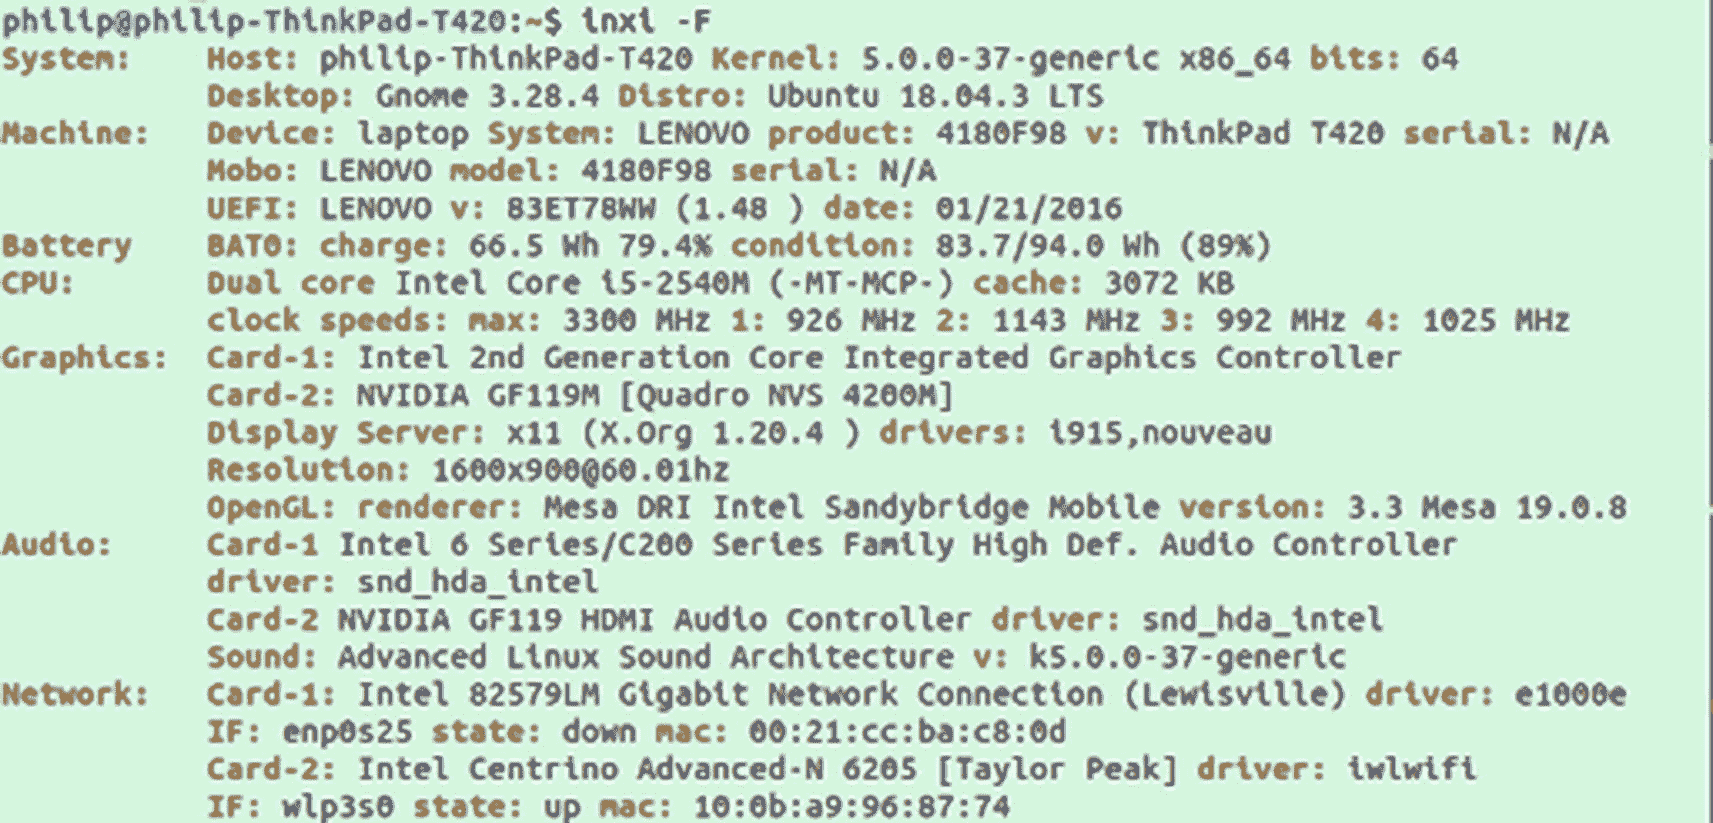 philip@philip-ThinkPad-T420:~$ inxi -F
System:    Host: philip-ThinkPad-T420 Kernel: 5.0.0-37-generic x86_64 bits: 64
Desktop: Gnome 3.28.4 Distro: Ubuntu 18.04.3 LTS
Machine:   Device: laptop System: LENOVO product: 4180F98 v: ThinkPad T420 serial: N/A
Mobo: LENOVO model: 4180F98 serial: N/A
UEFI: LENOVO v: 83ET78WW (1.48 ) date: 01/21/2016
Battery    BAT0: charge: 66.5 Wh 79.4% condition: 83.7/94.0 Wh (89%)
CPU:       Dual core Intel Core i5-2540M (-MT-MCP-) cache: 3072 KB
clock speeds: max: 3300 MHz 1: 926 MHz 2: 1143 MHz 3: 992 MHz 4: 1025 MHz
Graphics:  Card-1: Intel 2nd Generation Core Integrated Graphics Controller
Card-2: NVIDIA GF119M [Quadro NVS 4200M]
Display Server: x11 (X.Org 1.20.4 ) drivers: i915,nouveau
Resolution: 1600x900@60.01hz
OpenGL: renderer: Mesa DRI Intel Sandybridge Mobile version: 3.3 Mesa 19.0.8
Audio:     Card-1 Intel 6 Series/C200 Series Family High Def. Audio Controller
driver: snd_hda_intel
Card-2 NVIDIA GF119 HDMI Audio Controller driver: snd_hda_intel
Sound: Advanced Linux Sound Architecture v: k5.0.0-37-generic
Network:   Card-1: Intel 82579LM Gigabit Network Connection (Lewisville) driver: e1000e
IF: enp0s25 state: down mac: 00:21:cc:ba:c8:0d
Card-2: Intel Centrino Advanced-N 6205 [Taylor Peak] driver: iwlwifi
IF: wlp3s0 state: up mac: 10:0b:a9:96:87:74